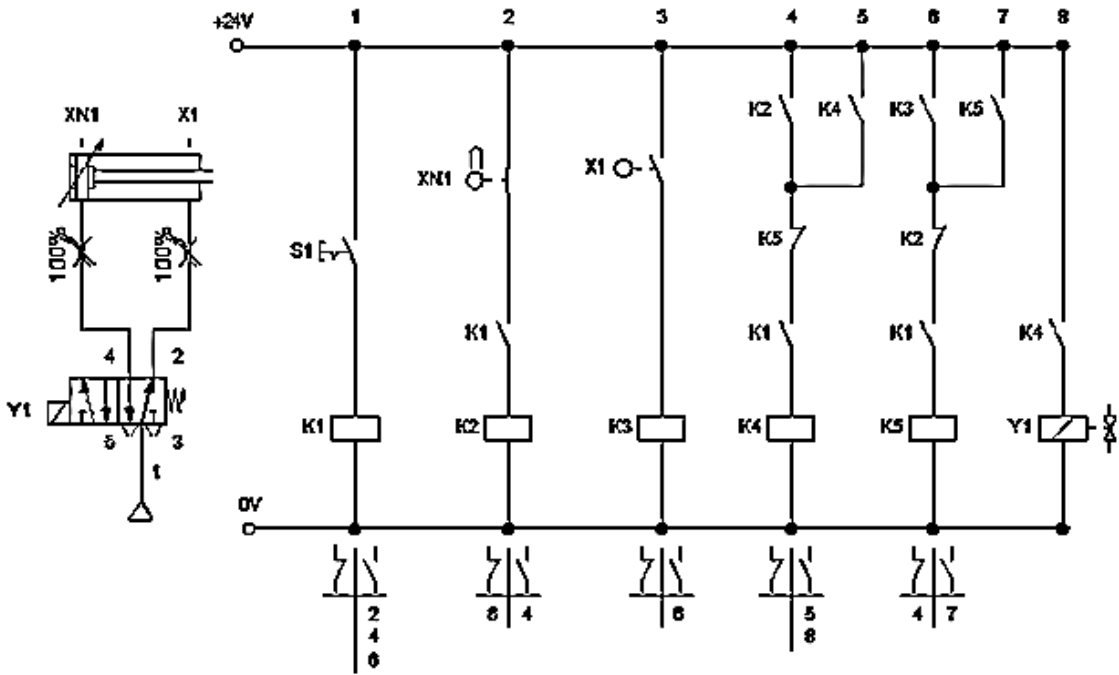 +24V 1 2 3 4 5 6 7 8
XN1 X1
K2 K4 K3 K5
XN1 X1
100% 100%
S1 K5 K2
K1 K1 K1 K4
4 2
Y1
K1 K2 K3 K4 K5 Y1
5 3
1
0V
2 6 4 6 5 4 7
4 8
6